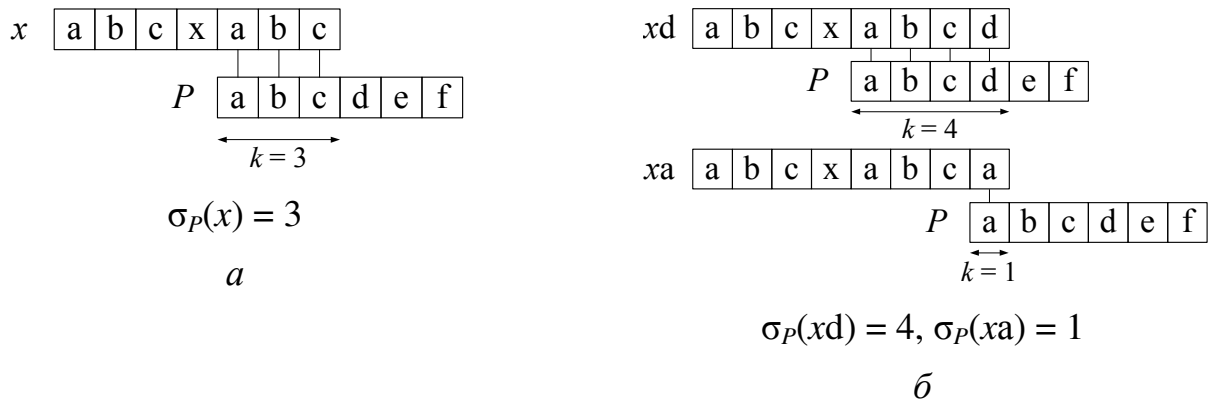 x a b c x a b c
P a b c d e f
k = 3
σP(x) = 3
а
xd a b c x a b c d
P a b c d e f
k = 4
xa a b c x a b c a
P a b c d e f
k = 1
σP(xd) = 4, σP(xa) = 1
б